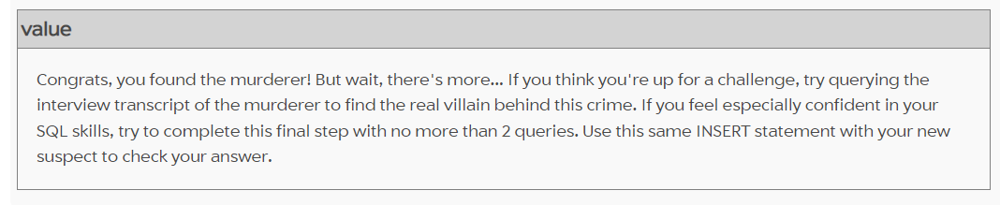 value
Congrats, you found the murderer! But wait, there's more... If you think you're up for a challenge, try querying the
interview transcript of the murderer to find the real villain behind this crime. If you feel especially confident in your
SQL skills, try to complete this final step with no more than 2 queries. Use this same INSERT statement with your new
suspect to check your answer.